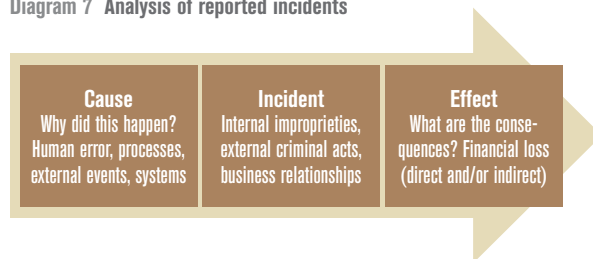 Diagram 7 Analysis of reported incidents
Cause
Why did this happen?
Human error, processes,
external events, systems
Incident
Internal improprieties,
external criminal acts,
business relationships
Effect
What are the conse-
quences? Financial loss
(direct and/or indirect)